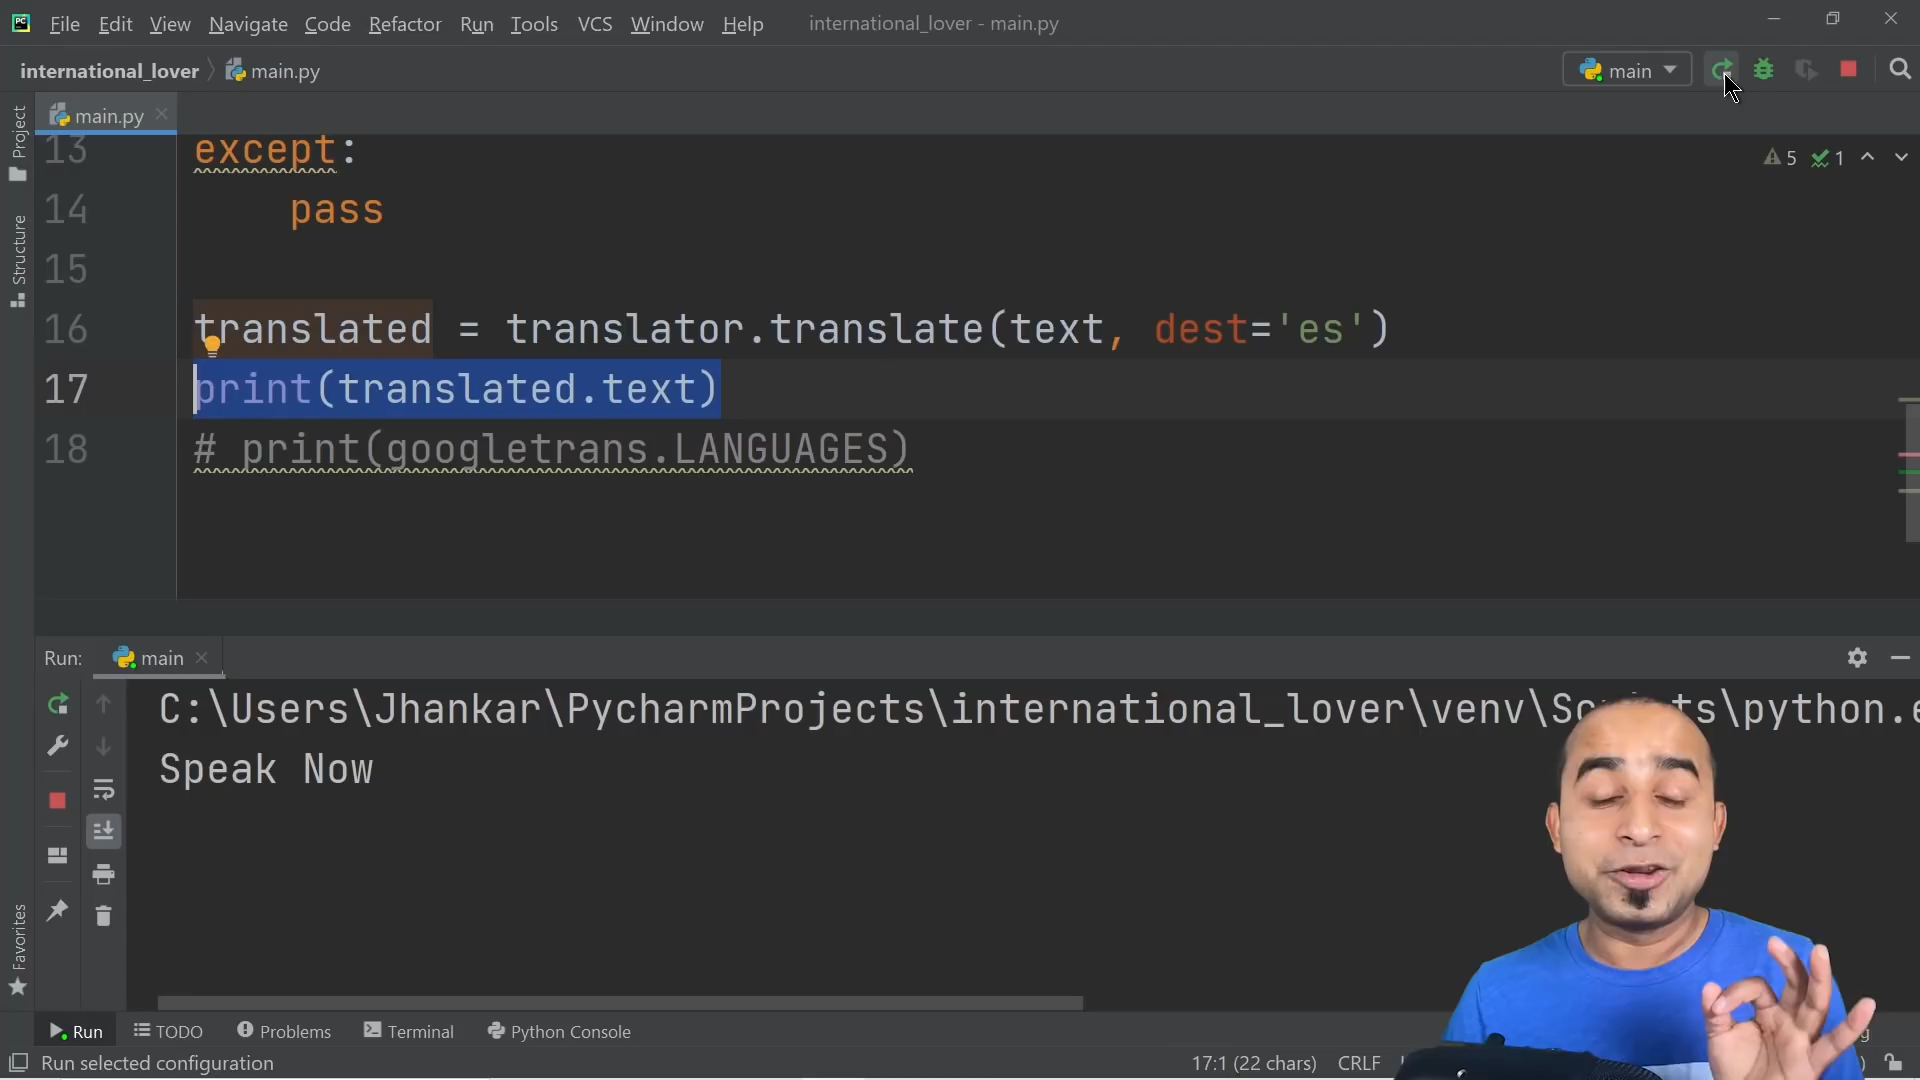 File Edit View Navigate Code Refactor Run Tools VCS Window Help international_lover - main.py
international_lover main.py main
main.py
Project
Structure
Favorites
13 except:
5 1
14 pass
15
16 translated = translator.translate(text, dest='es')
17 print(translated.text)
18 # print(googletrans.LANGUAGES)
Run: main
C:\Users\Jhankar\PycharmProjects\international_lover\venv\Sc ts\python.e
Speak Now
Run TODO Problems Terminal Python Console
Run selected configuration 17:1 (22 chars) CRLF